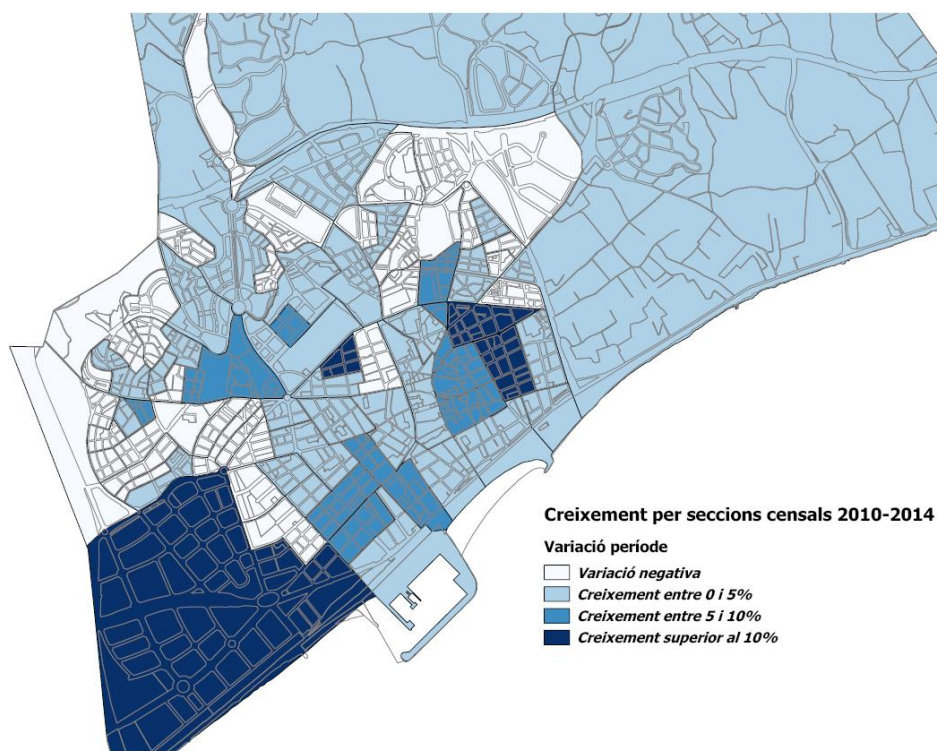 Creixement per seccions censals 2010-2014
Variació període
Variació negativa
Creixement entre 0 i 5%
Creixement entre 5 i 10%
Creixement superior al 10%